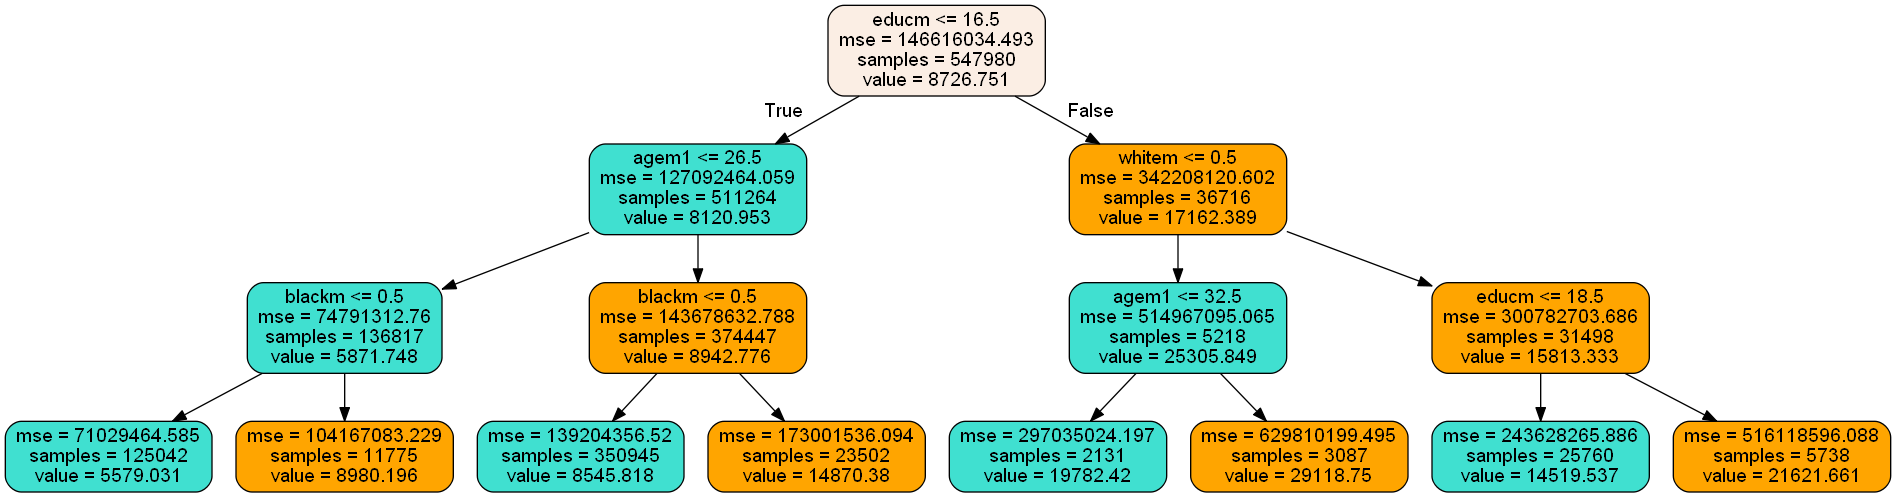 educm <= 16.5
mse = 146616034.493
samples = 547980
value = 8726.751
True
False
agem1 <= 26.5
mse = 127092464.059
samples = 511264
value = 8120.953
whitem <= 0.5
mse = 342208120.602
samples = 36716
value = 17162.389
blackm <= 0.5
mse = 74791312.76
samples = 136817
value = 5871.748
blackm <= 0.5
mse = 143678632.788
samples = 374447
value = 8942.776
agem1 <= 32.5
mse = 514967095.065
samples = 5218
value = 25305.849
educm <= 18.5
mse = 300782703.686
samples = 31498
value = 15813.333
mse = 71029464.585
samples = 125042
value = 5579.031
mse = 104167083.229
samples = 11775
value = 8980.196
mse = 139204356.52
samples = 350945
value = 8545.818
mse = 173001536.094
samples = 23502
value = 14870.38
mse = 297035024.197
samples = 2131
value = 19782.42
mse = 629810199.495
samples = 3087
value = 29118.75
mse = 243628265.886
samples = 25760
value = 14519.537
mse = 516118596.088
samples = 5738
value = 21621.661